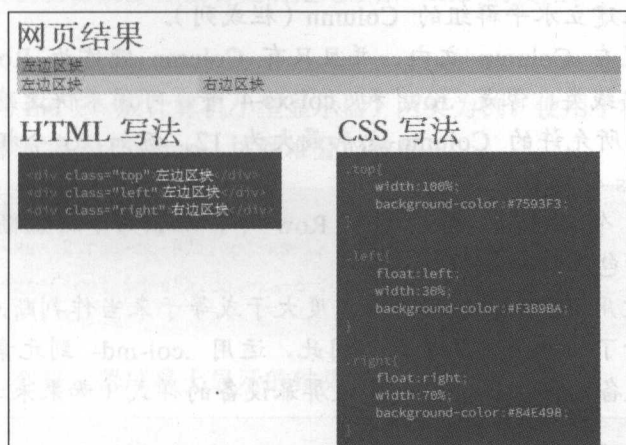 网页结果
左边区块
左边区块 右边区块
HTML 写法
<div class="top">左边区块</div>
<div class="left">左边区块</div>
<div class="right">右边区块</div>
CSS 写法
.top{
width:100%;
background-color:#7593F3;
}
.left{
float:left;
width:30%;
background-color:#F3B9BA;
}
.right{
float:right;
width:70%;
background-color:#84E498;
}